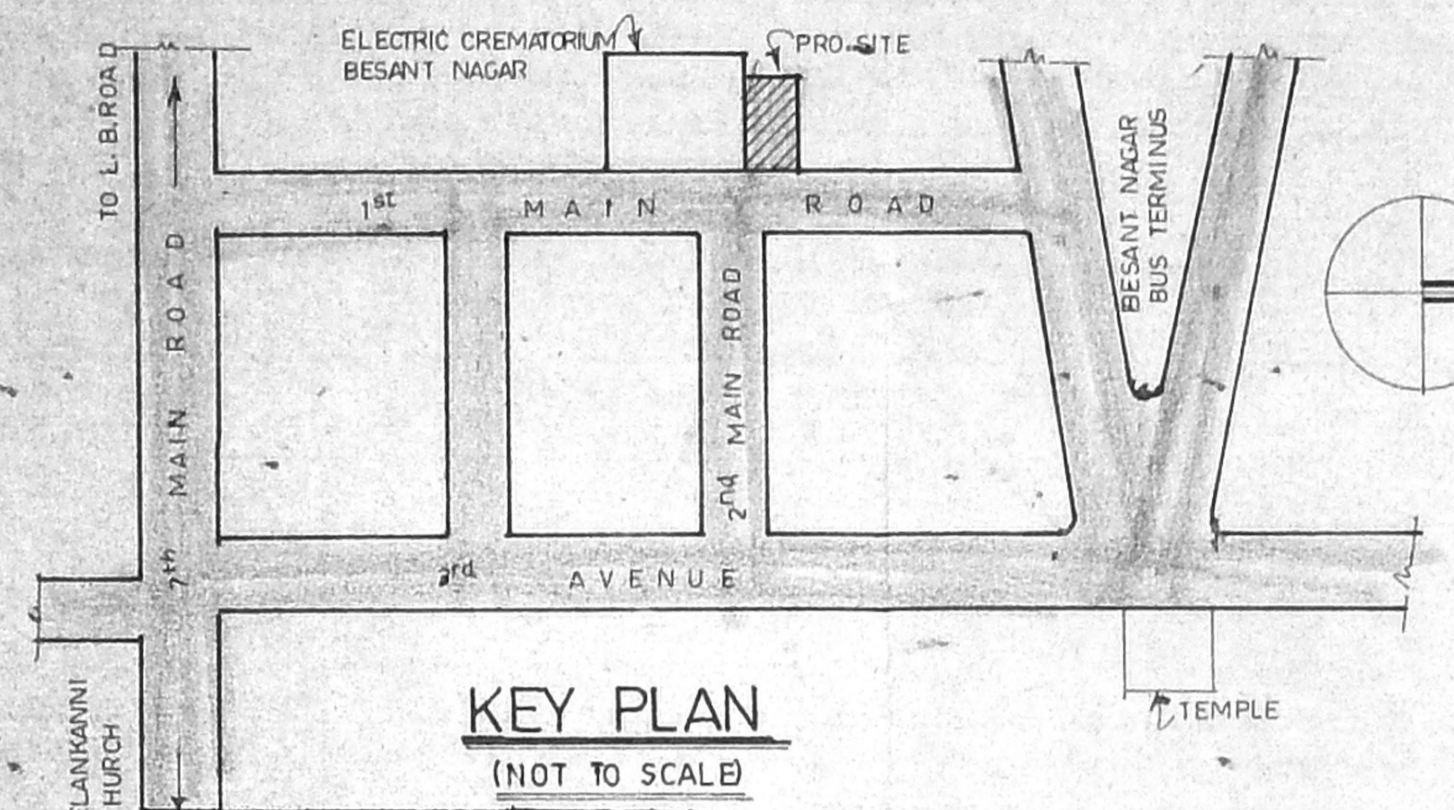 ELECTRIC CREMATORIUM
BESANT NAGAR
PRO.SITE
TO L.B.ROAD
1st MAIN ROAD
BESANT NAGAR
BUS TERMINUS
7th MAIN ROAD
2nd MAIN ROAD
3rd AVENUE
KEY PLAN
(NOT TO SCALE)
TEMPLE
ELANKANNI
HURCH